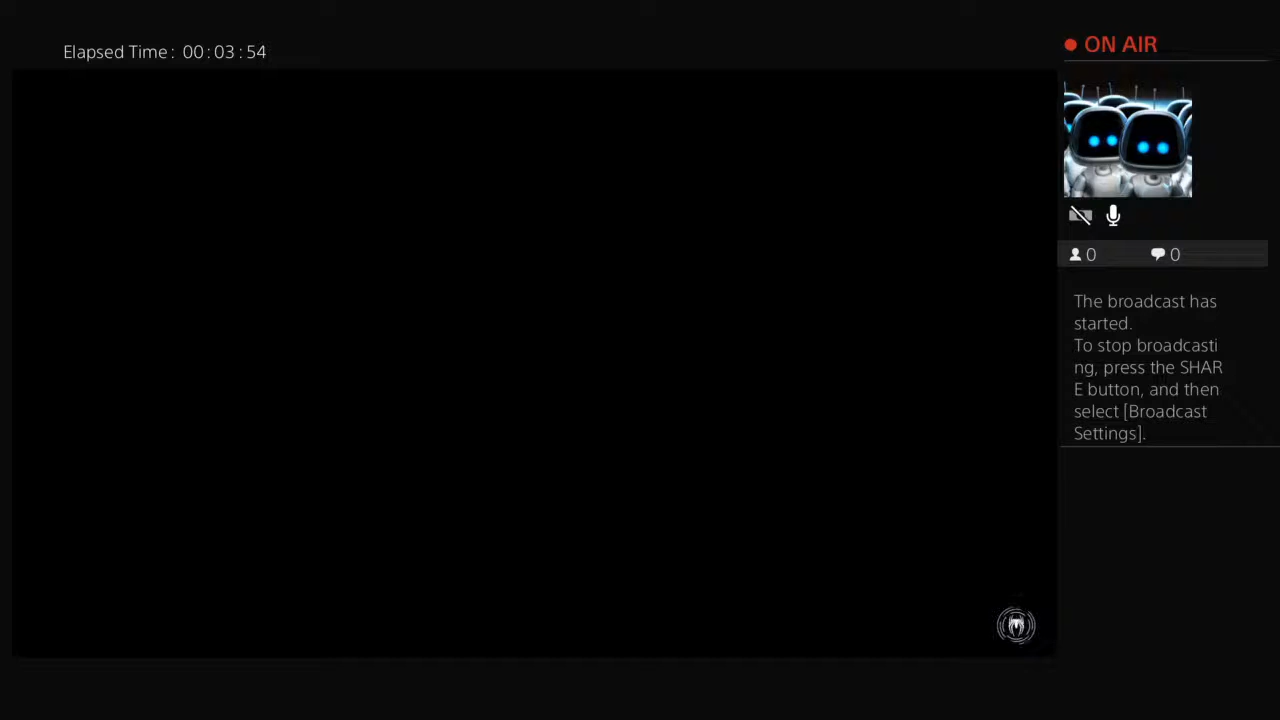 Elapsed Time: 00:03:54
ON AIR
0 0
The broadcast has
started.
To stop broadcasti
ng, press the SHAR
E button, and then
select [Broadcast
Settings].